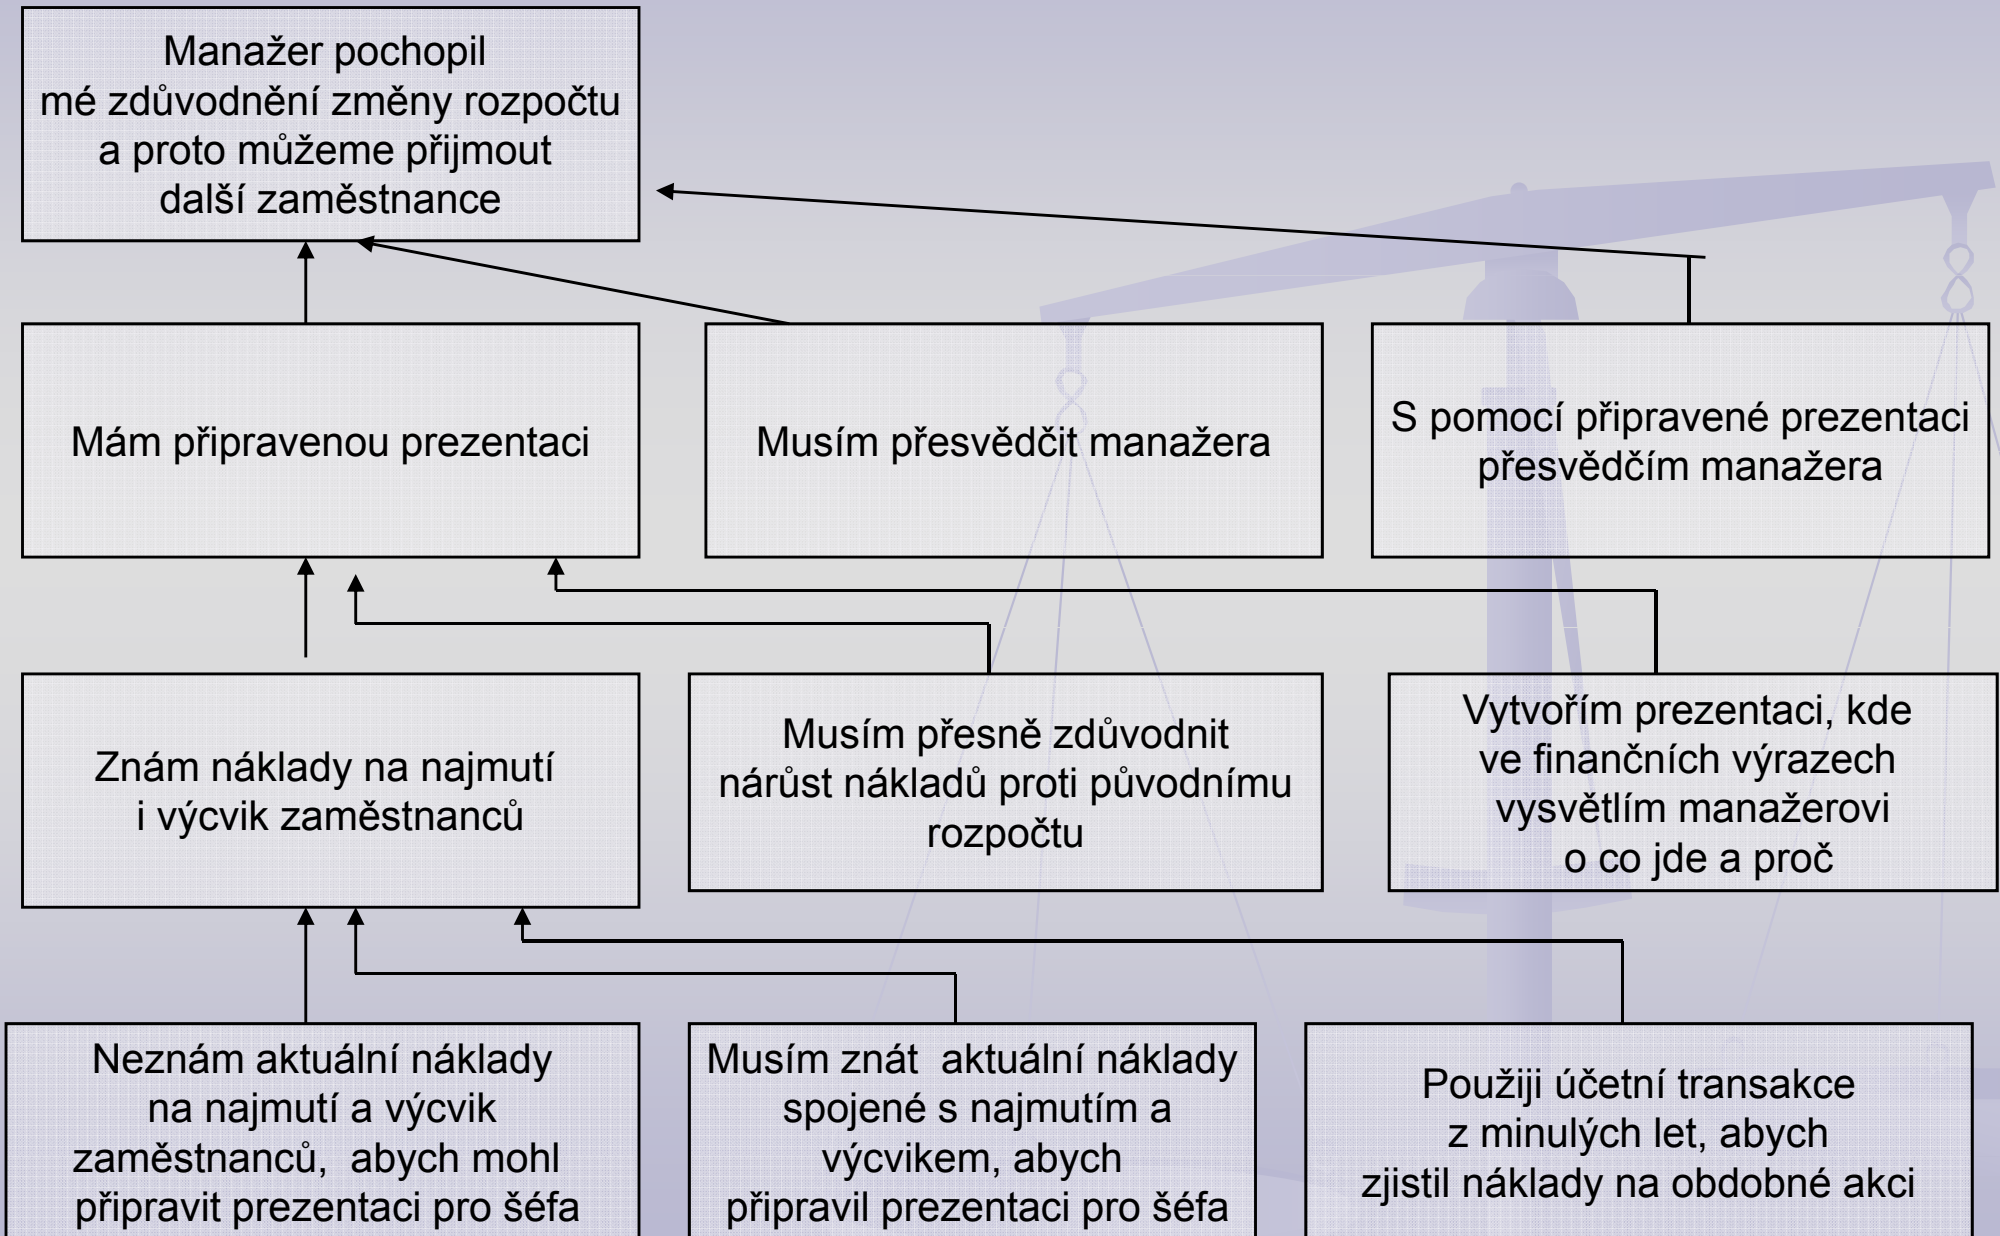 Manažer pochopil
mé zdůvodnění změny rozpočtu
a proto můžeme přijmout
další zaměstnance
Mám připravenou prezentaci
Musím přesvědčit manažera
S pomocí připravené prezentaci
přesvědčím manažera
Znám náklady na najmutí
i výcvik zaměstnanců
Musím přesně zdůvodnit
nárůst nákladů proti původnímu
rozpočtu
Vytvořím prezentaci, kde
ve finančních výrazech
vysvětlím manažerovi
o co jde a proč
Neznám aktuální náklady
na najmutí a výcvik
zaměstnanců, abych mohl
připravit prezentaci pro šéfa
Musím znát aktuální náklady
spojené s najmutím a
výcvikem, abych
připravil prezentaci pro šéfa
Použiji účetní transakce
z minulých let, abych
zjistil náklady na obdobné akci